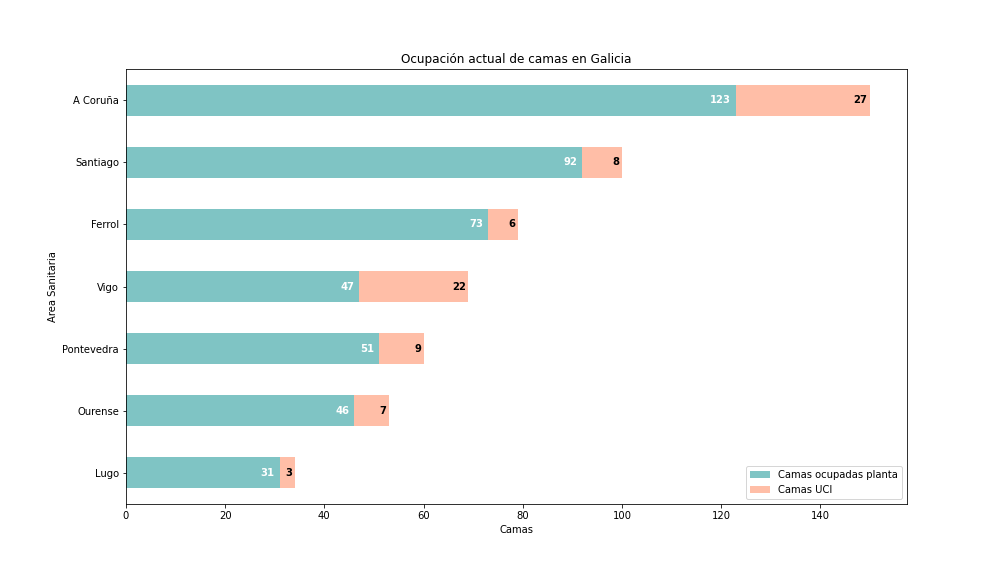 Ocupación actual de camas en Galicia
A Coruña 123 27
Santiago 92 8
Ferrol 73 6
Vigo 47 22
Pontevedra 51 9
Ourense 46 7
Lugo 31 3
Area Sanitaria
Camas ocupadas planta
Camas UCI
0 20 40 60 80 100 120 140
Camas